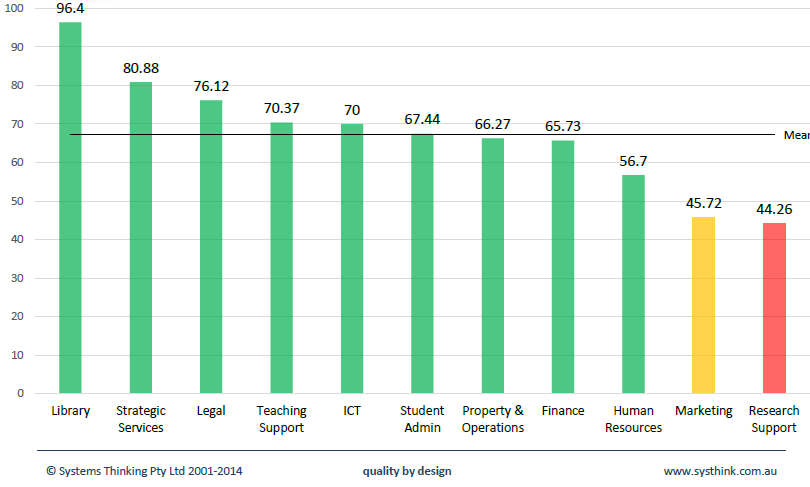 100
96.4
90
80.88
80
76.12
70.37
70
67.44
66.27
65.73
70
60
56.7
50
45.72
44.26
40
30
20
10
0
Library
Strategic
Services
Legal
Teaching
Support
ICT
Student
Admin
Property &
Operations
Finance
Human
Resources
Marketing
Research
Support
© Systems Thinking Pty Ltd 2001-2014
quality by design
www.systhink.com.au